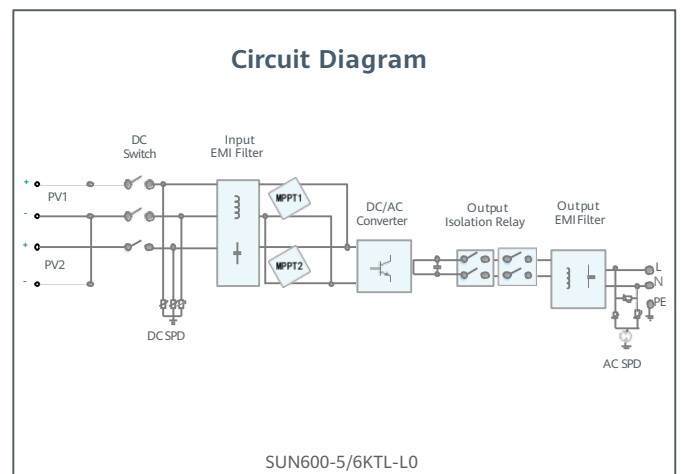 Circuit Diagram
DC
Switch
Input
EMI Filter
+
PV1
-
+
PV2
-
MPPT1
MPPT2
DC/AC
Converter
Output
Isolation Relay
Output
EMI Filter
L
N
PE
DC SPD
AC SPD
SUN600-5/6KTL-L0